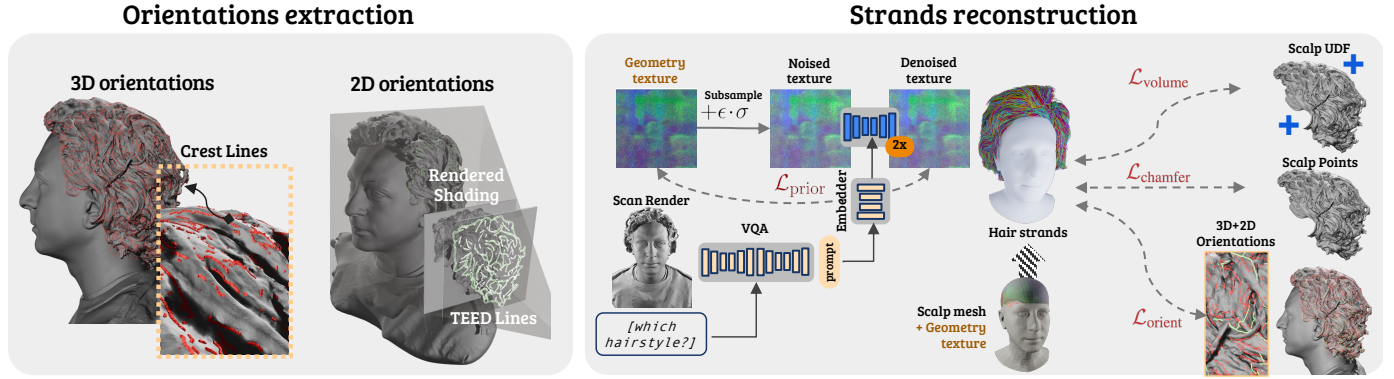 Orientations extraction
3D orientations
2D orientations
Crest Lines
Rendered
Shading
TEED Lines
Strands reconstruction
Geometry
texture
Subsample
+ϵ·σ
Noised
texture
Denoised
texture
2x
ℒprior
Embedder
Scan Render
VQA
prompt
[which
hairstyle?]
Hair strands
Scalp mesh
+ Geometry
texture
ℒvolume
ℒchamfer
ℒorient
Scalp UDF
Scalp Points
3D+2D
Orientations